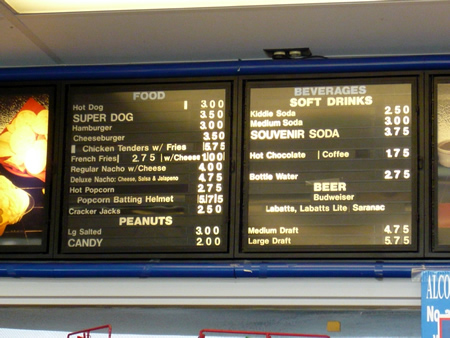 FOOD
Hot Dog 3.00
SUPER DOG 3.50
Hamburger 3.00
Cheeseburger 3.50
Chicken Tenders w/ Fries 5.75
French Fries 2.75 w/Cheese 1.00
Regular Nacho w/Cheese 4.00
Deluxe Nacho: Cheese, Salsa & Jalapeno 4.75
Hot Popcorn 2.75
Popcorn Batting Helmet 5.75
Cracker Jacks 2.50
PEANUTS
Lg Salted 3.00
CANDY 2.00
BEVERAGES
SOFT DRINKS
Kiddie Soda 2.50
Medium Soda 3.00
SOUVENIR SODA 3.75
Hot Chocolate Coffee 1.75
Bottle Water 2.75
BEER
Budweiser
Labatts, Labatts Lite Saranac
Medium Draft 4.75
Large Draft 5.75
ALCO
No